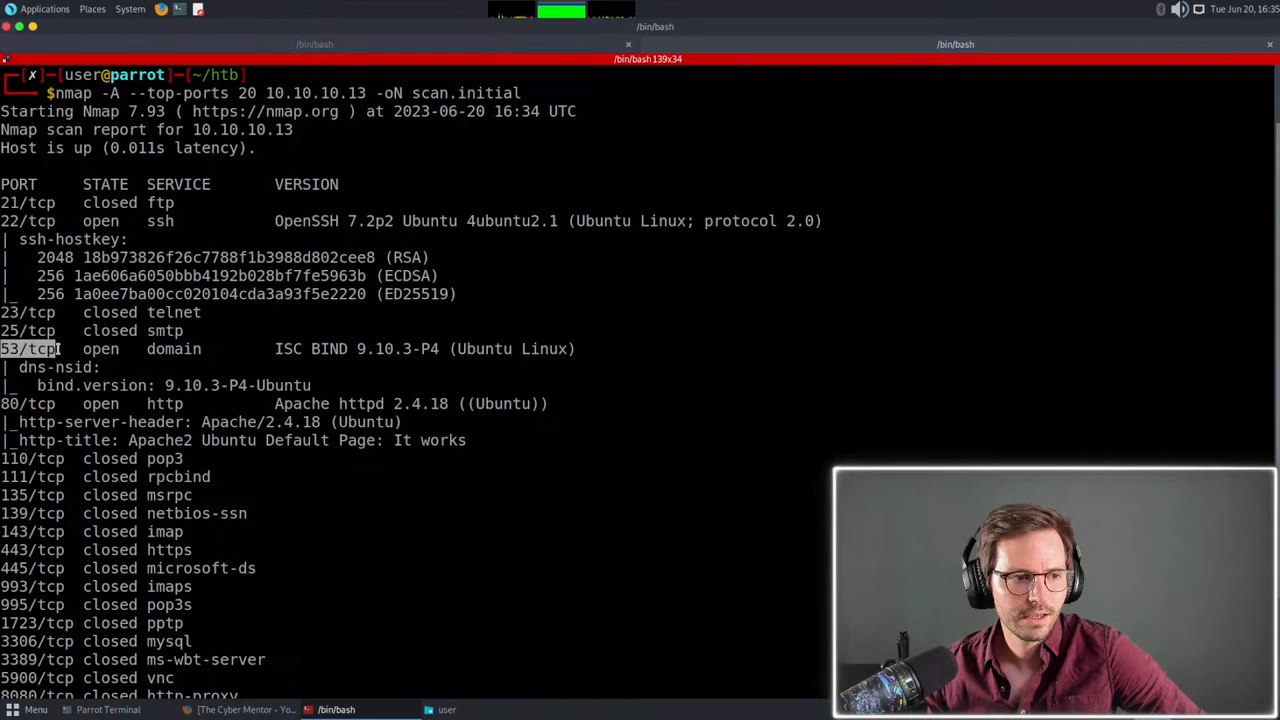 Applications Places System
Tue Jun 20, 16:35
/bin/bash
/bin/bash
/bin/bash
/bin/bash 139x34
[✗]-[user@parrot]-[~/htb]
$nmap -A --top-ports 20 10.10.10.13 -oN scan.initial
Starting Nmap 7.93 ( https://nmap.org ) at 2023-06-20 16:34 UTC
Nmap scan report for 10.10.10.13
Host is up (0.011s latency).
PORT STATE SERVICE VERSION
21/tcp closed ftp
22/tcp open ssh OpenSSH 7.2p2 Ubuntu 4ubuntu2.1 (Ubuntu Linux; protocol 2.0)
| ssh-hostkey:
| 2048 18b973826f26c7788f1b3988d802cee8 (RSA)
| 256 1ae606a6050bbb4192b028bf7fe5963b (ECDSA)
|_ 256 1a0ee7ba00cc020104cda3a93f5e2220 (ED25519)
23/tcp closed telnet
25/tcp closed smtp
53/tcp open domain ISC BIND 9.10.3-P4 (Ubuntu Linux)
| dns-nsid:
|_ bind.version: 9.10.3-P4-Ubuntu
80/tcp open http Apache httpd 2.4.18 ((Ubuntu))
|_http-server-header: Apache/2.4.18 (Ubuntu)
|_http-title: Apache2 Ubuntu Default Page: It works
110/tcp closed pop3
111/tcp closed rpcbind
135/tcp closed msrpc
139/tcp closed netbios-ssn
143/tcp closed imap
443/tcp closed https
445/tcp closed microsoft-ds
993/tcp closed imaps
995/tcp closed pop3s
1723/tcp closed pptp
3306/tcp closed mysql
3389/tcp closed ms-wbt-server
5900/tcp closed vnc
8080/tcp closed http-proxy
Menu Parrot Terminal [The Cyber Mentor - Yo... /bin/bash user